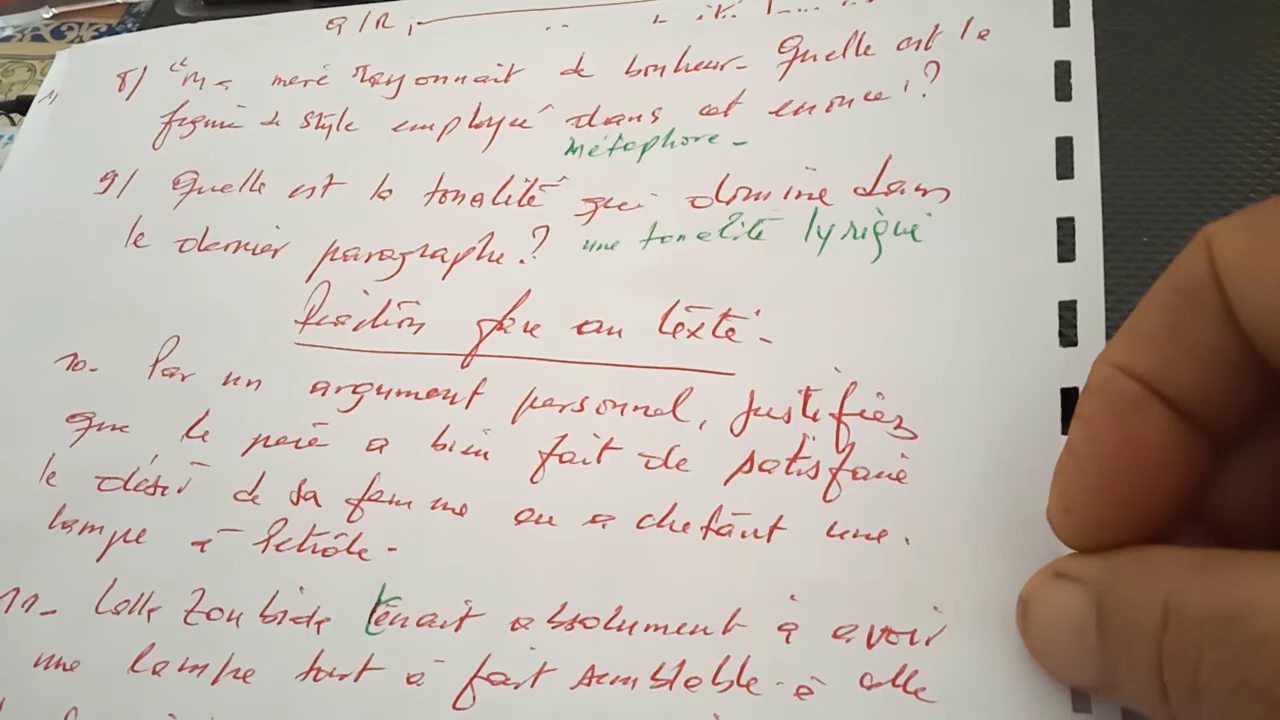 8/ "Ma mère rayonnait de bonheur- Quelle est la
figure de style employée dans cet énoncé ?
métaphore -
9/ Quelle est la tonalité qui domine dans
le dernier paragraphe ? une tonalité lyrique
Réaction face au texte -
10- Par un argument personnel, justifiez
que le père a bien fait de satisfaire
le désir de sa femme en achetant une
lampe à Pétrole -
11- Lalla Zoubida tenait absolument à avoir
une lampe tout à fait semblable à celle